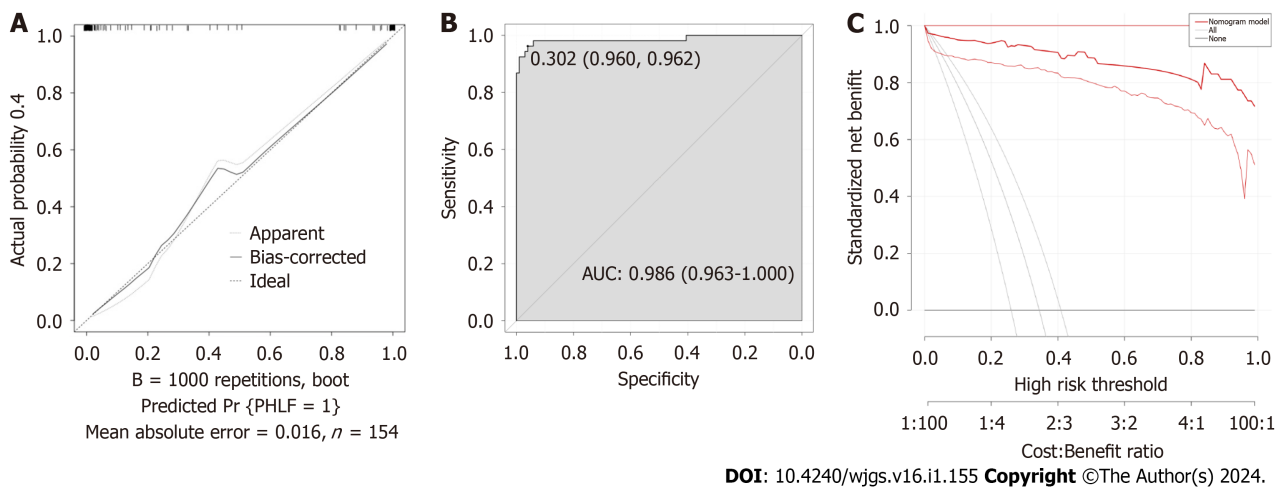 A
1.0
0.8
0.6
0.4
0.2
0.0
Actual probability 0.4
Apparent
Bias-corrected
Ideal
0.0 0.2 0.4 0.6 0.8 1.0
B = 1000 repetitions, boot
Predicted Pr {PHLF = 1}
Mean absolute error = 0.016, n = 154
B
1.0
0.8
0.6
0.4
0.2
0.0
Sensitivity
0.302 (0.960, 0.962)
AUC: 0.986 (0.963-1.000)
1.0 0.8 0.6 0.4 0.2 0.0
Specificity
C
1.0
0.8
0.6
0.4
0.2
0.0
Standardized net benifit
Nomogram model
All
None
0.0 0.2 0.4 0.6 0.8 1.0
High risk threshold
1:100 1:4 2:3 3:2 4:1 100:1
Cost:Benefit ratio
DOI: 10.4240/wjgs.v16.i1.155 Copyright ©The Author(s) 2024.